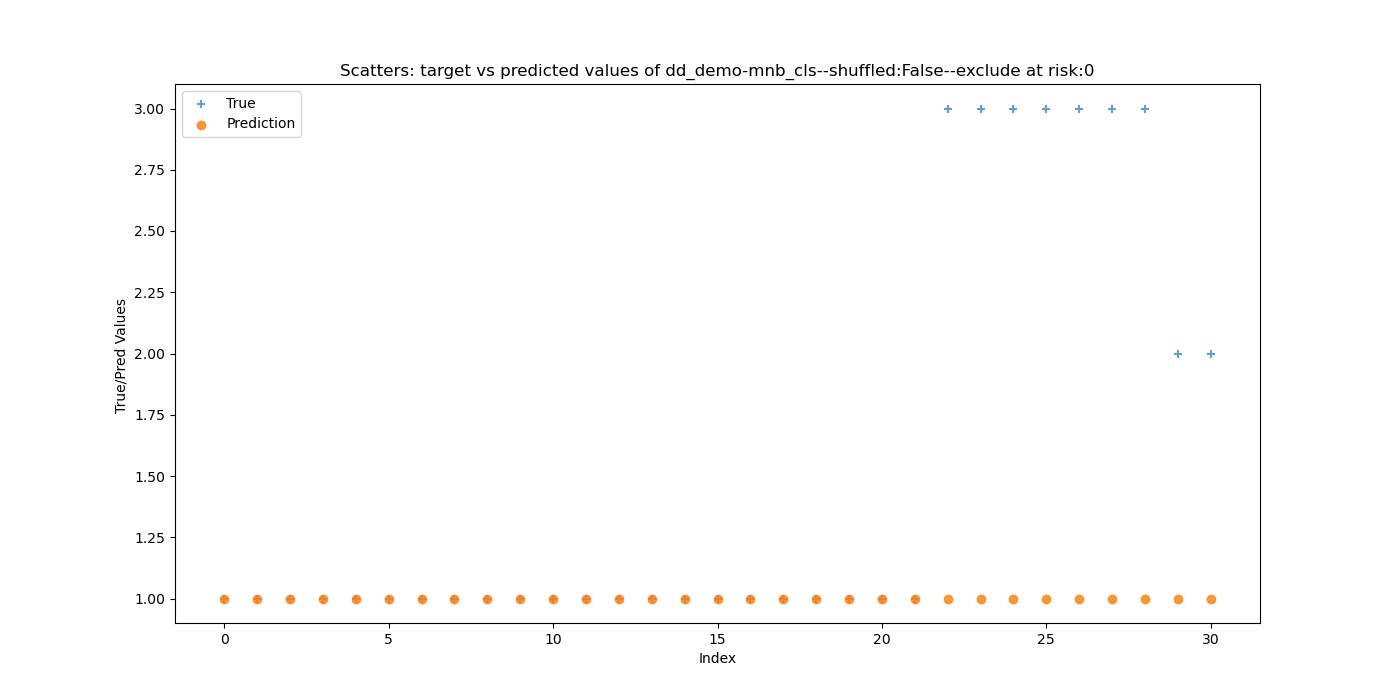 Scatters: target vs predicted values of dd_demo-mnb_cls--shuffled:False--exclude at risk:0
True
Prediction
True/Pred Values
3.00
2.75
2.50
2.25
2.00
1.75
1.50
1.25
1.00
0 5 10 15 20 25 30
Index